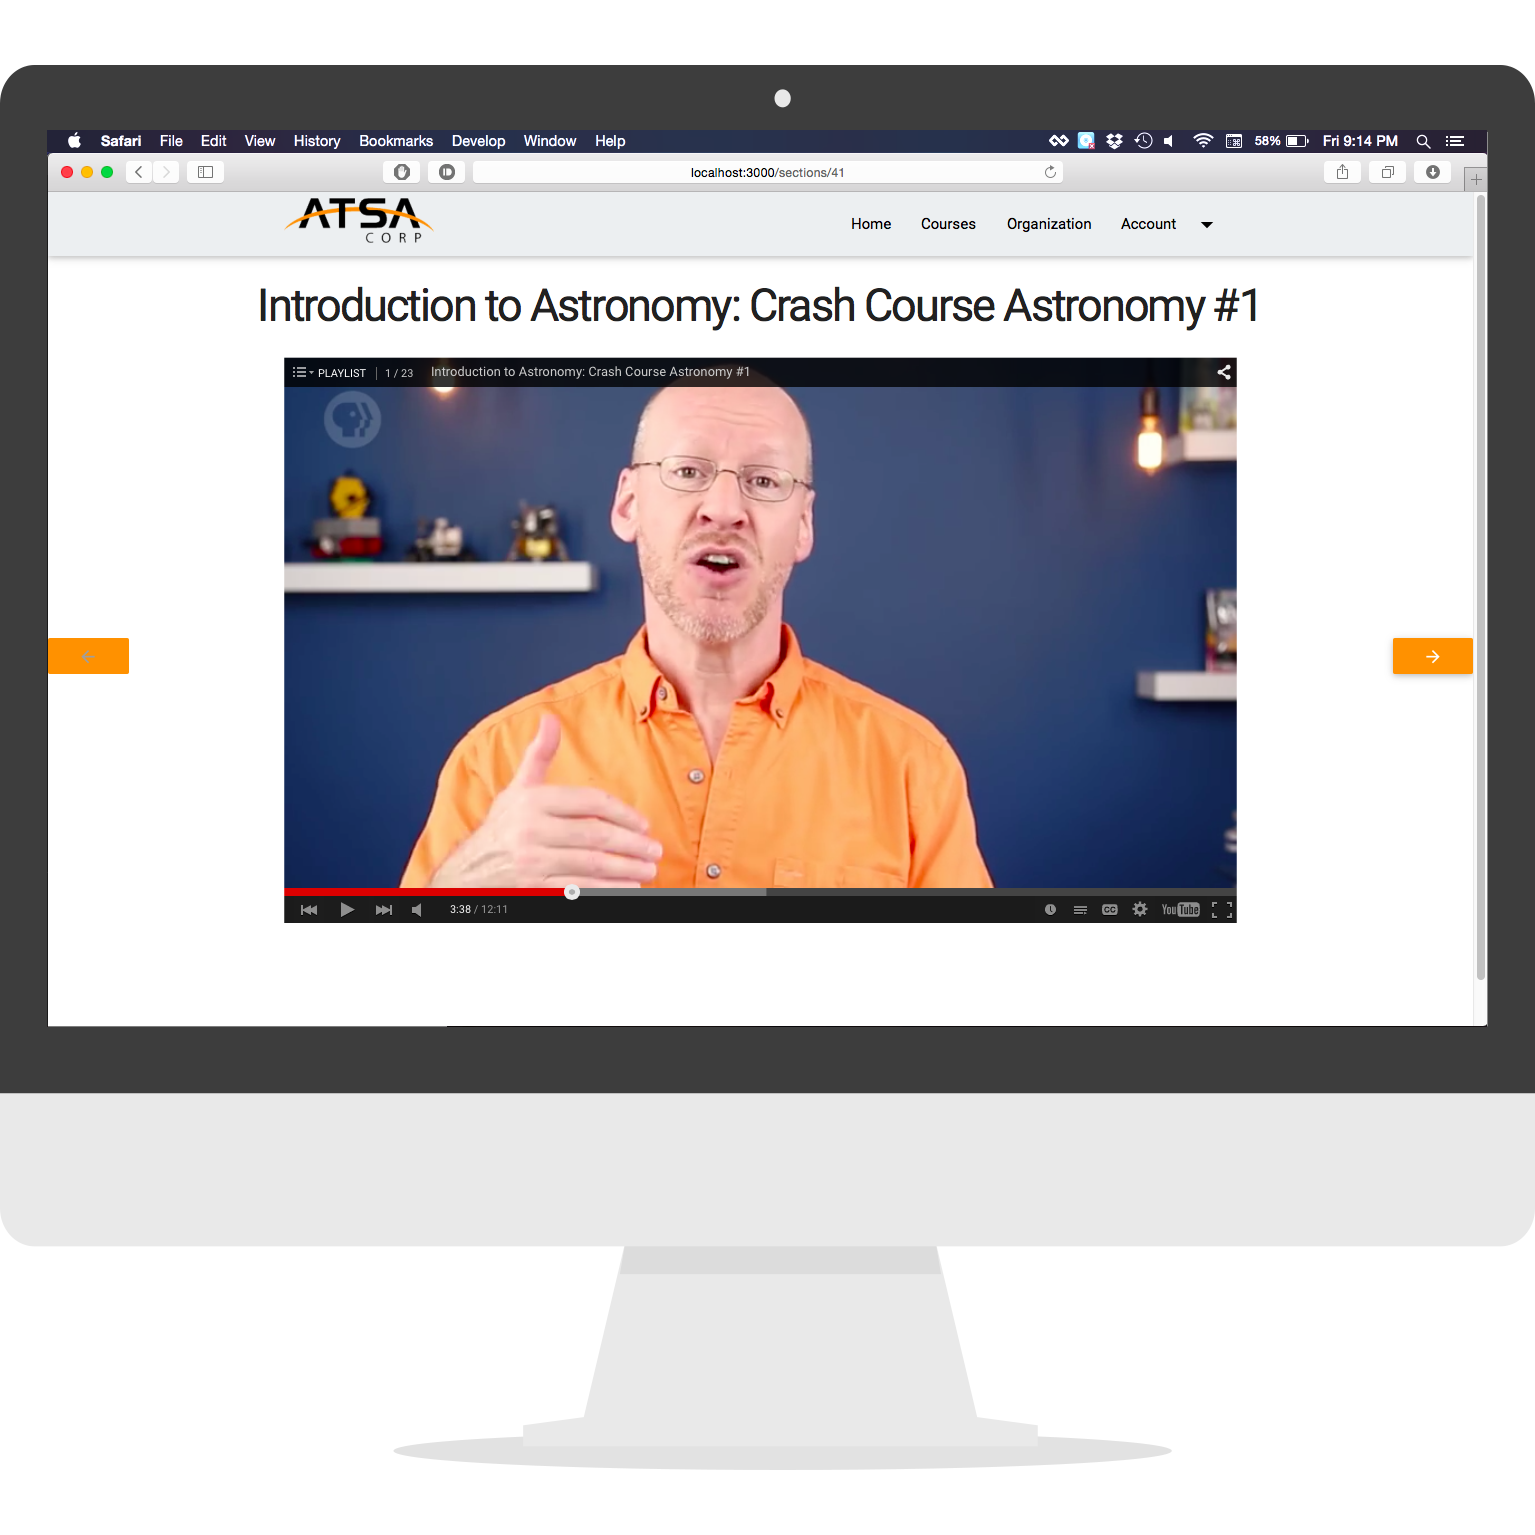 Safari File Edit View History Bookmarks Develop Window Help 58% Fri 9:14 PM
localhost:3000/sections/41
ATSA
CORP
Home Courses Organization Account
Introduction to Astronomy: Crash Course Astronomy #1
PLAYLIST 1 / 23 Introduction to Astronomy: Crash Course Astronomy #1
3:38 / 12:11 CC YouTube